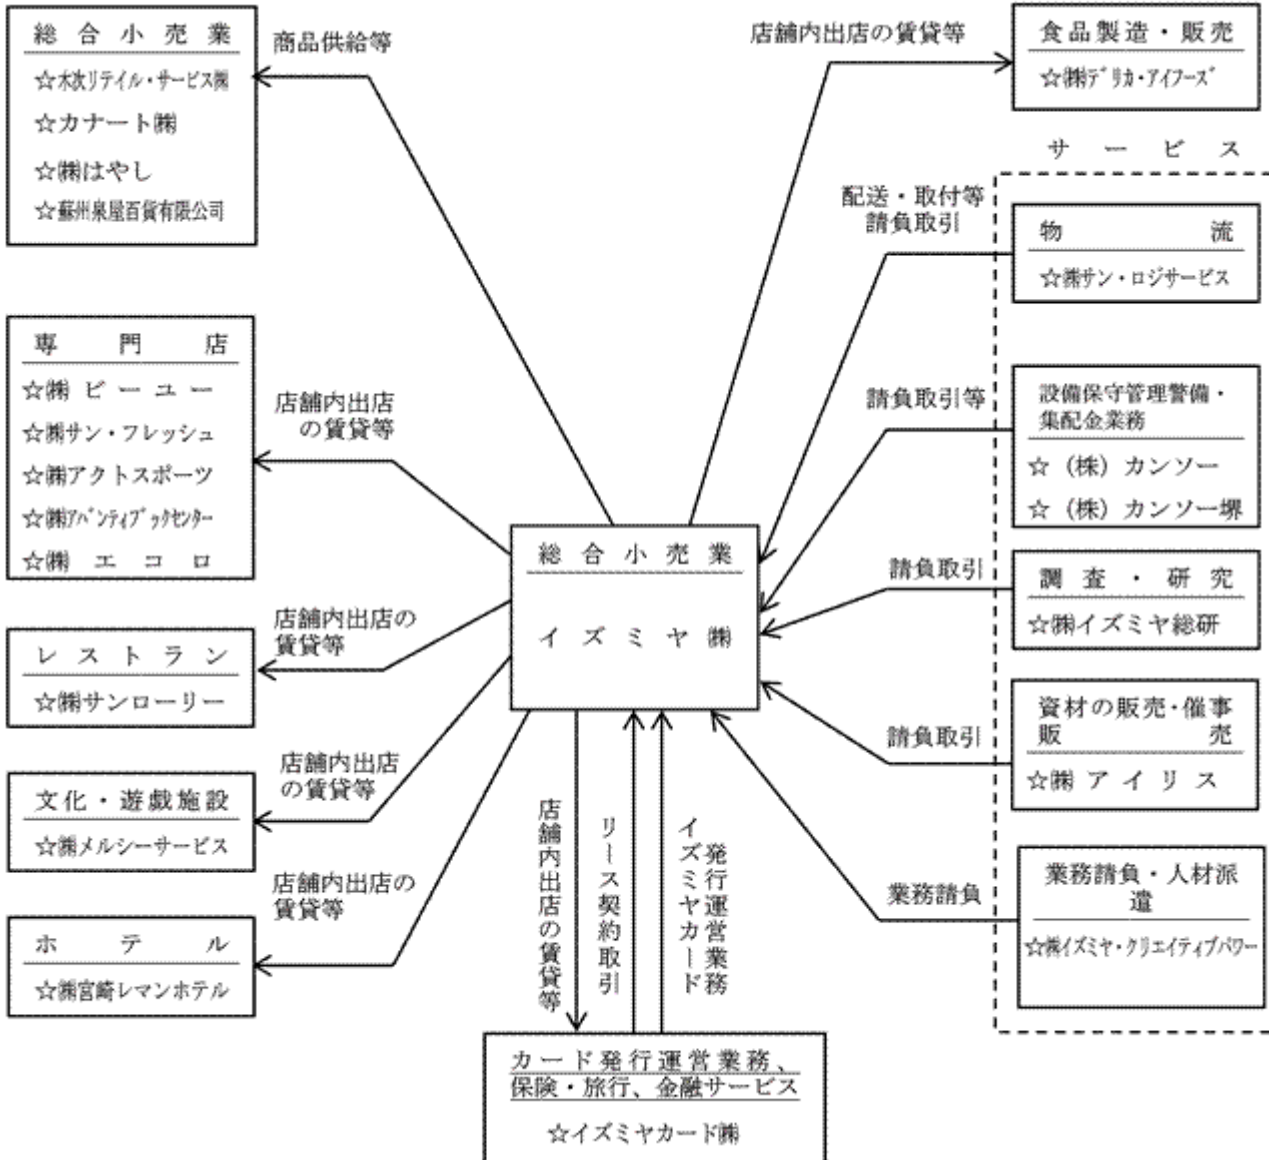 総合小売業
☆木次リテイル・サービス㈱
☆カナート㈱
☆㈱はやし
☆蘇州泉屋百貨有限公司
商品供給等
専門店
☆㈱ビーユー
☆㈱サン・フレッシュ
☆㈱アクトスポーツ
☆㈱アバンティブックセンター
☆㈱エコロ
店舗内出店
の賃貸等
レストラン
☆㈱サンローリー
店舗内出店の
賃貸等
文化・遊戯施設
☆㈱メルシーサービス
店舗内出店
の賃貸等
ホテル
☆㈱宮崎レマンホテル
店舗内出店の
賃貸等
総合小売業
イズミヤ㈱
店舗内出店の賃貸等
リース契約取引
イズミヤカード
発行運営業務
カード発行運営業務、
保険・旅行、金融サービス
☆イズミヤカード㈱
店舗内出店の賃貸等
食品製造・販売
☆㈱デリカ・アイフーズ
サービス
配送・取付等
請負取引
物流
☆㈱サン・ロジサービス
請負取引等
設備保守管理警備・
集配金業務
☆（株）カンソー
☆（株）カンソー堺
請負取引
調査・研究
☆㈱イズミヤ総研
請負取引
資材の販売・催事
販売
☆㈱アイリス
業務請負
業務請負・人材派
遣
☆㈱イズミヤ・クリエイティブパワー